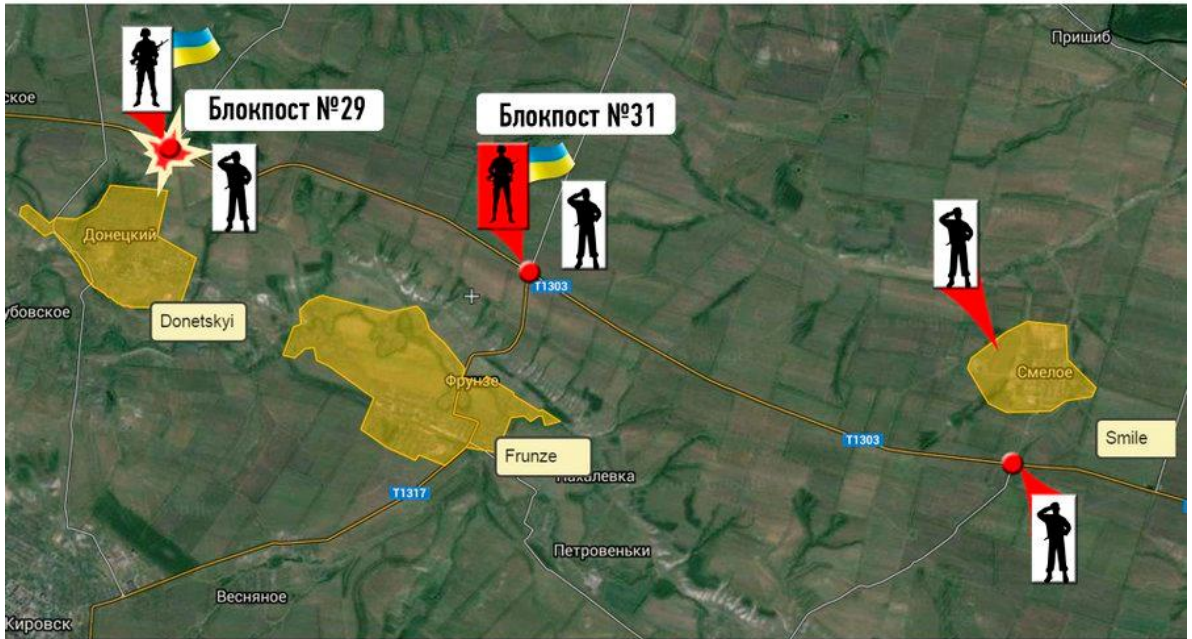 Пришиб
ское
Блокпост №29
Блокпост №31
Донецкий
T1303
убовское
Donetskyi
Фрунзе
Смелое
T1303
Smile
Frunze
T1317
Петровеньки
Весняное
Кировск